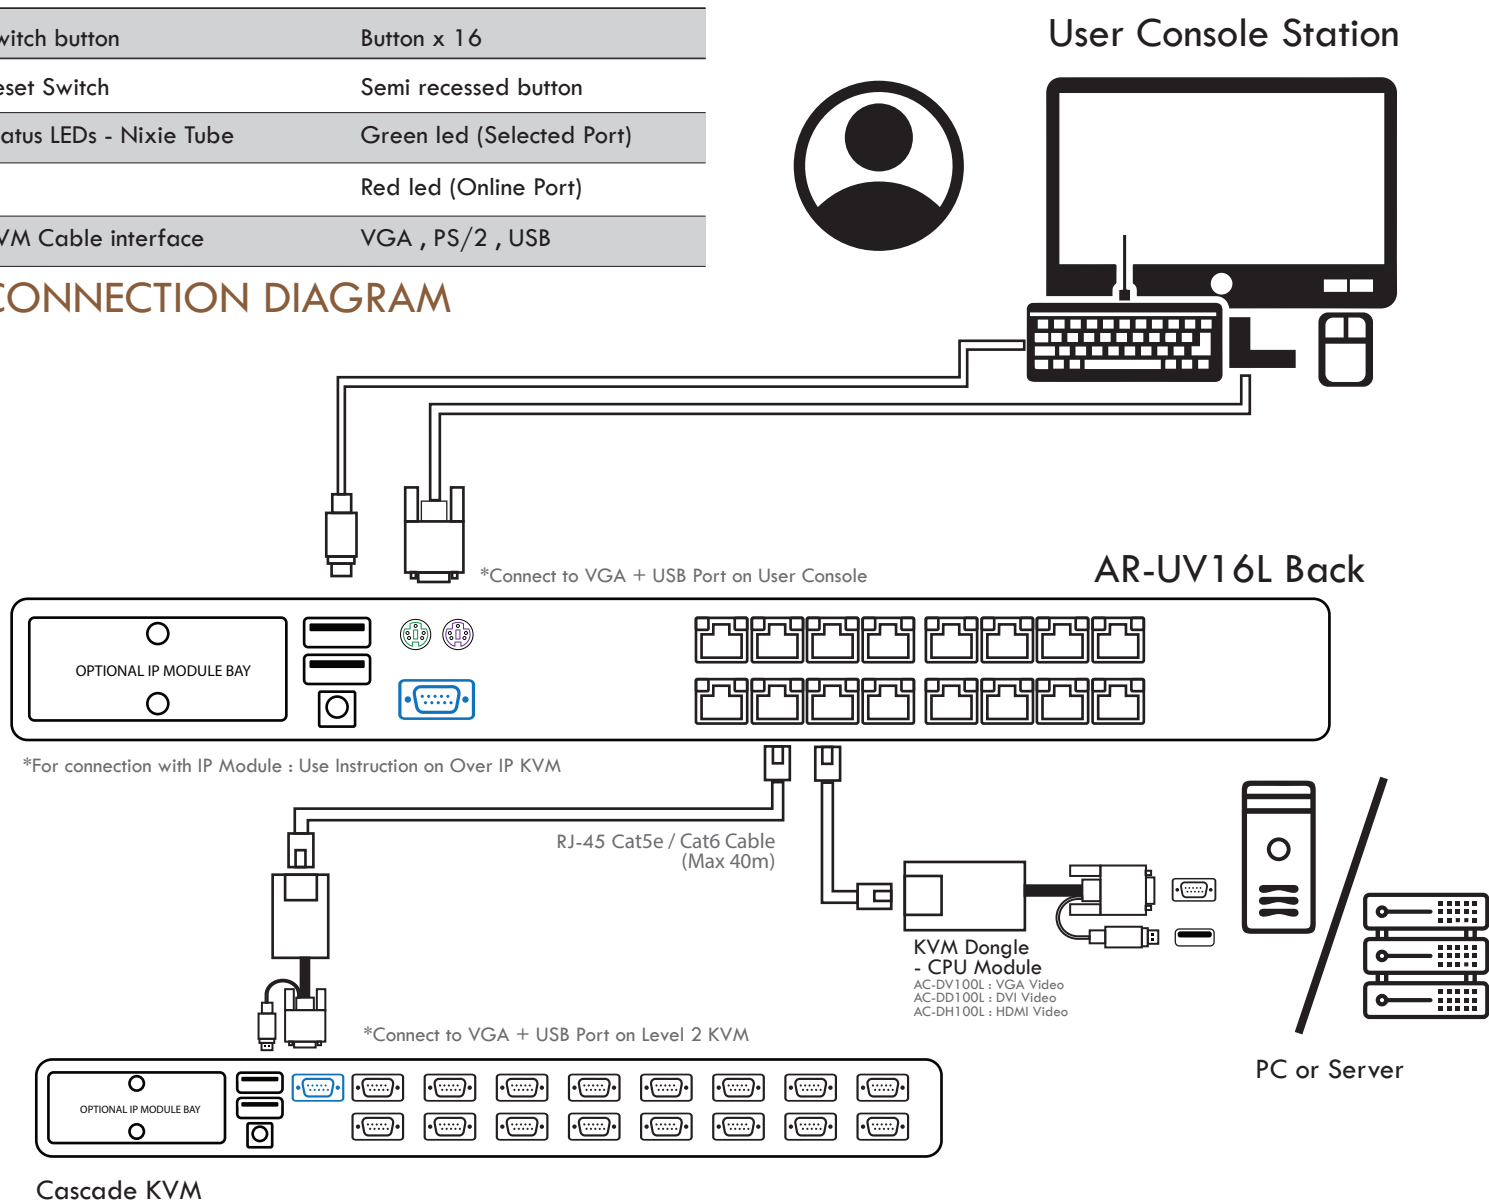 witch button Button x 16
eset Switch Semi recessed button
atus LEDs - Nixie Tube Green led (Selected Port)
Red led (Online Port)
VM Cable interface VGA , PS/2 , USB
CONNECTION DIAGRAM
User Console Station
*Connect to VGA + USB Port on User Console
AR-UV16L Back
OPTIONAL IP MODULE BAY
*For connection with IP Module : Use Instruction on Over IP KVM
RJ-45 Cat5e / Cat6 Cable
(Max 40m)
KVM Dongle
- CPU Module
AC-DV100L : VGA Video
AC-DD100L : DVI Video
AC-DH100L : HDMI Video
*Connect to VGA + USB Port on Level 2 KVM
PC or Server
OPTIONAL IP MODULE BAY
Cascade KVM